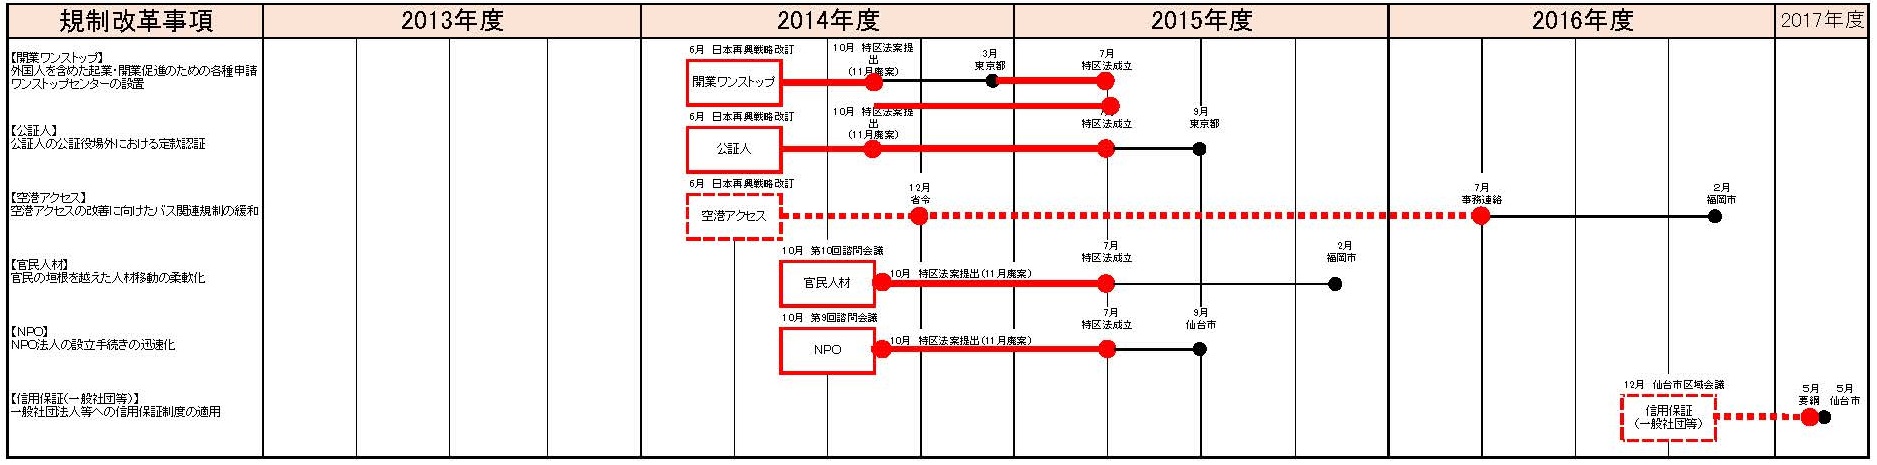 規制改革事項
2013年度
2014年度
2015年度
2016年度
2017年度
【開業ワンストップ】
外国人を含めた起業・開業促進のための各種申請
ワンストップセンターの設置
6月 日本再興戦略改訂
開業ワンストップ
10月 特区法案提
出
(11月廃案)
3月
東京都
7月
特区法成立
【公証人】
公証人の公証役場外における定款認証
6月 日本再興戦略改訂
公証人
10月 特区法案提
出
(11月廃案)
7月
特区法成立
9月
東京都
【空港アクセス】
空港アクセスの改善に向けたバス関連規制の緩和
6月 日本再興戦略改訂
空港アクセス
12月
省令
7月
事務連絡
2月
福岡市
【官民人材】
官民の垣根を越えた人材移動の柔軟化
10月 第10回諮問会議
官民人材
10月 特区法案提出(11月廃案)
7月
特区法成立
2月
福岡市
【NPO】
NPO法人の設立手続きの迅速化
10月 第9回諮問会議
NPO
10月 特区法案提出(11月廃案)
7月
特区法成立
9月
仙台市
【信用保証(一般社団等)】
一般社団法人等への信用保証制度の適用
12月 仙台市区域会議
信用保証
(一般社団等)
5月
要綱
5月
仙台市